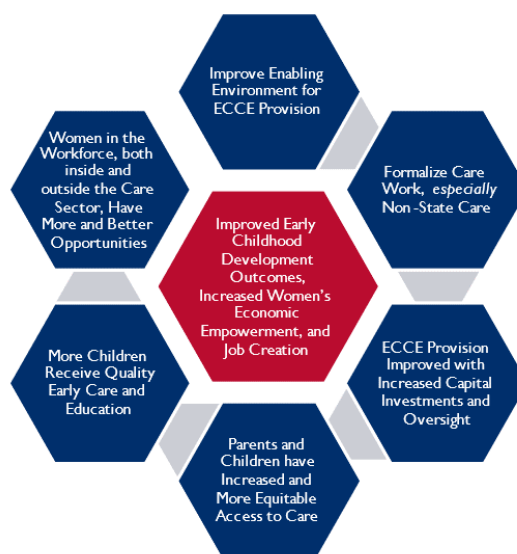 Improve Enabling
Environment for
ECCE Provision
Formalize Care
Work, especially
Non -State Care
ECCE Provision
Improved with
Increased Capital
Investments and
Oversight
Parents and
Children have
Increased and
More Equitable
Access to Care
More Children
Receive Quality
Early Care and
Education
Women in the
Workforce, both
inside and
outside the Care
Sector, Have
More and Better
Opportunities
Improved Early
Childhood
Development
Outcomes,
Increased Women's
Economic
Empowerment, and
Job Creation